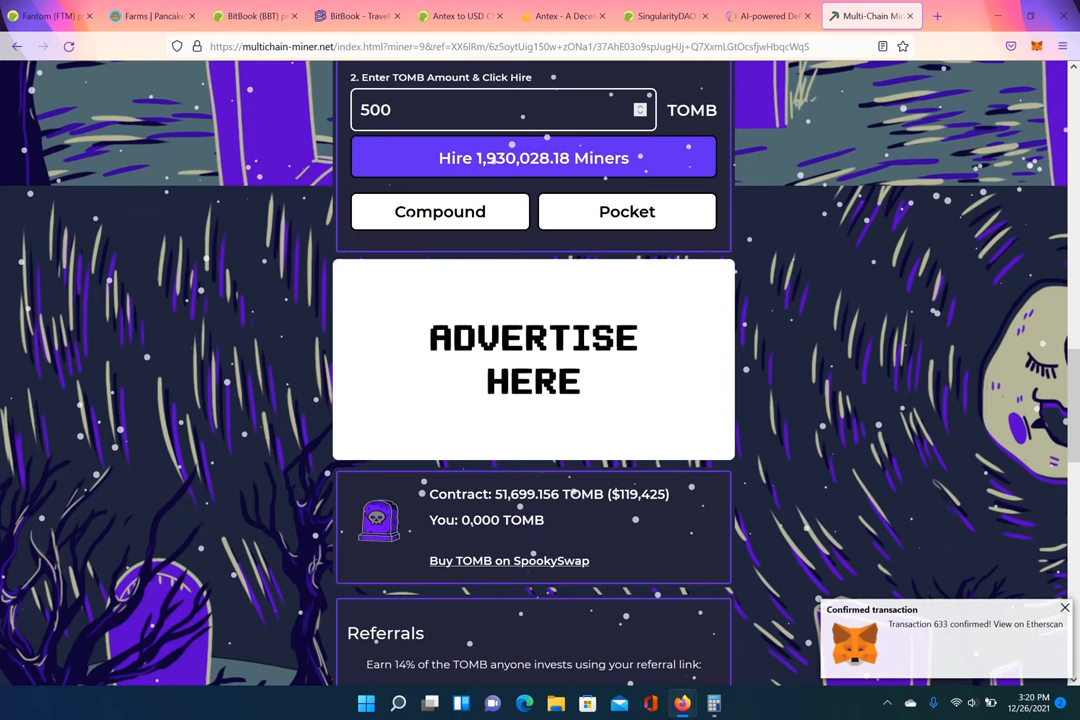 Fantom (FTM) p
Farms | Pancake
BitBook (BBT) p
BitBook - Travel
Antex to USD C
Antex - A Decen
SingularityDAO
AI-powered DeF
Multi-Chain Min
https://multichain-miner.net/index.html?miner=9&ref=XX6lRm/6z5oytUig150w+zONa1/37AhE03o9spJugHJj+Q7XxmLGtOcsfjwHbqcWqS
2. Enter TOMB Amount & Click Hire
500
TOMB
Hire 1,930,028.18 Miners
Compound
Pocket
ADVERTISE
HERE
Contract: 51,699.156 TOMB ($119,425)
You: 0,000 TOMB
Buy TOMB on SpookySwap
Referrals
Earn 14% of the TOMB anyone invests using your referral link:
Confirmed transaction
Transaction 633 confirmed! View on Etherscan
3:20 PM
12/26/2021
2